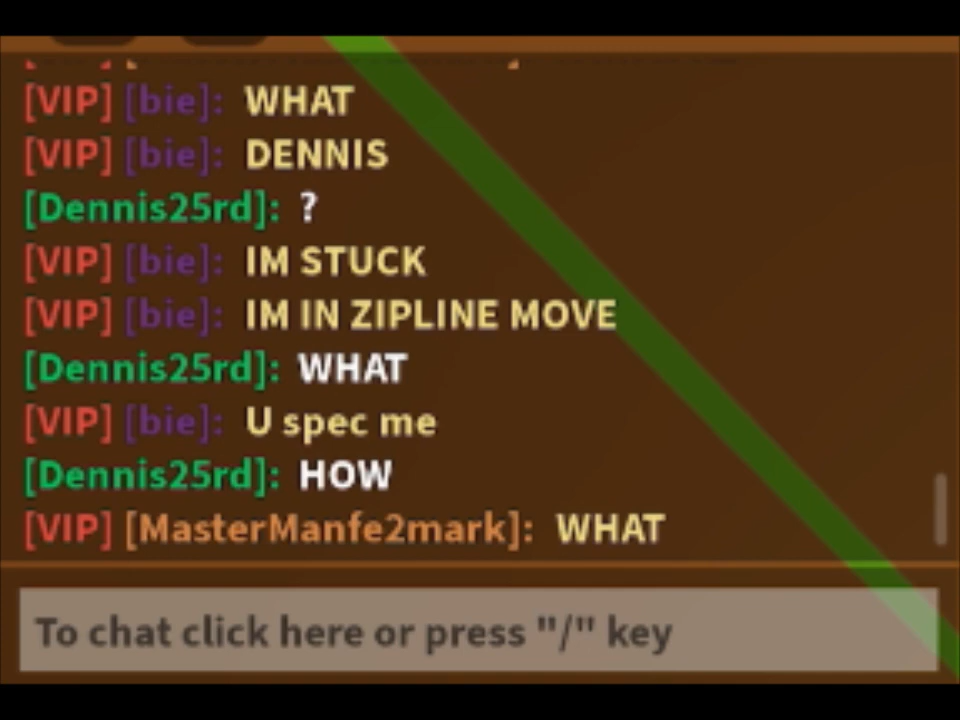 [VIP] [bie]: WHAT
[VIP] [bie]: DENNIS
[Dennis25rd]: ?
[VIP] [bie]: IM STUCK
[VIP] [bie]: IM IN ZIPLINE MOVE
[Dennis25rd]: WHAT
[VIP] [bie]: U spec me
[Dennis25rd]: HOW
[VIP] [MasterManfe2mark]: WHAT
To chat click here or press "/" key